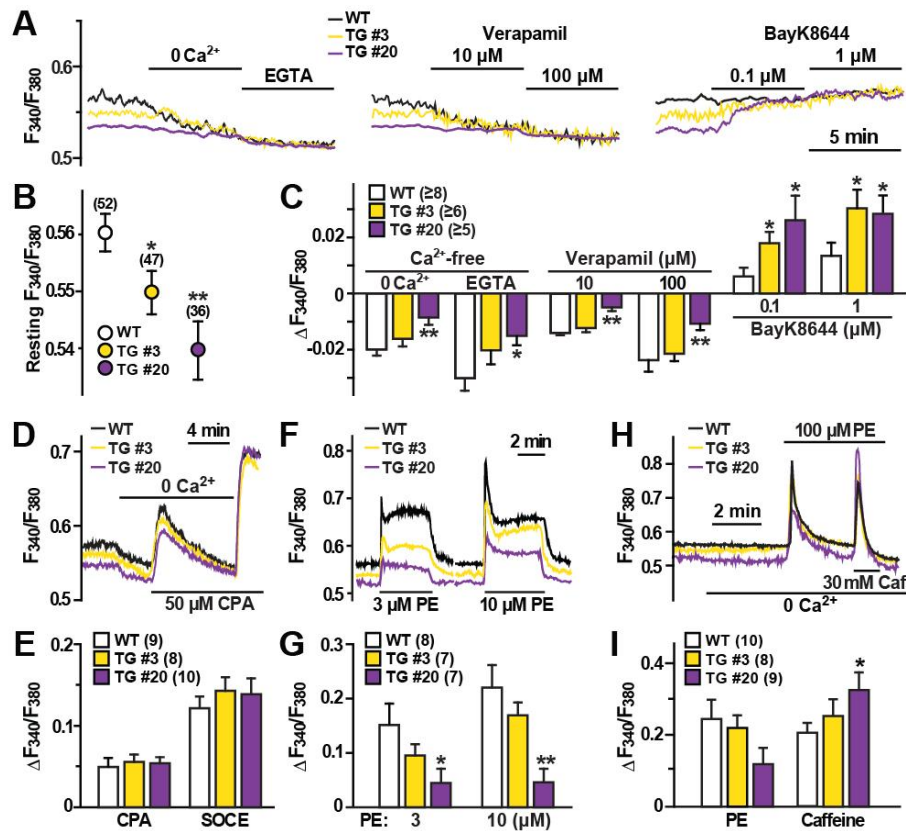 A
WT
TG #3
TG #20
0 Ca²⁺
EGTA
Verapamil
10 µM
100 µM
BayK8644
0.1 µM
1 µM
5 min
F₃₄₀/F₃₈₀
0.6
0.5
B
(52)
*
(47)
**
(36)
WT
TG #3
TG #20
Resting F₃₄₀/F₃₈₀
0.56
0.55
0.54
C
WT (≥8)
TG #3 (≥6)
TG #20 (≥5)
Ca²⁺-free
0 Ca²⁺
EGTA
Verapamil (µM)
10
100
0.1
1
BayK8644 (µM)
** * ** ** * * * *
Δ F₃₄₀/F₃₈₀
0.02
0
-0.02
D
WT
TG #3
TG #20
4 min
0 Ca²⁺
50 µM CPA
F₃₄₀/F₃₈₀
0.7
0.6
0.5
F
WT
TG #3
TG #20
2 min
3 µM PE
10 µM PE
F₃₄₀/F₃₈₀
0.8
0.7
0.6
0.5
H
WT
TG #3
TG #20
100 µM PE
2 min
30 mM Caf
0 Ca²⁺
F₃₄₀/F₃₈₀
0.8
0.7
0.6
0.5
E
WT (9)
TG #3 (8)
TG #20 (10)
Δ F₃₄₀/F₃₈₀
0.2
0.1
0
CPA SOCE
G
WT (8)
TG #3 (7)
TG #20 (7)
* **
Δ F₃₄₀/F₃₈₀
0.3
0.2
0.1
0
PE: 3 10 (µM)
I
WT (10)
TG #3 (8)
TG #20 (9)
*
Δ F₃₄₀/F₃₈₀
0.4
0.2
0
PE Caffeine